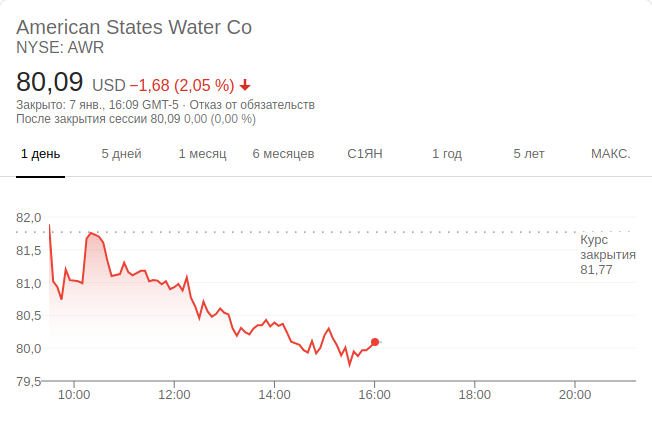 American States Water Co
NYSE: AWR
80,09 USD −1,68 (2,05 %)
Закрыто: 7 янв., 16:09 GMT-5 · Отказ от обязательств
После закрытия сессии 80,09 0,00 (0,00 %)
1 день 5 дней 1 месяц 6 месяцев С1ЯН 1 год 5 лет МАКС.
82,0
81,5
81,0
80,5
80,0
79,5
Курс
закрытия
81,77
10:00 12:00 14:00 16:00 18:00 20:00